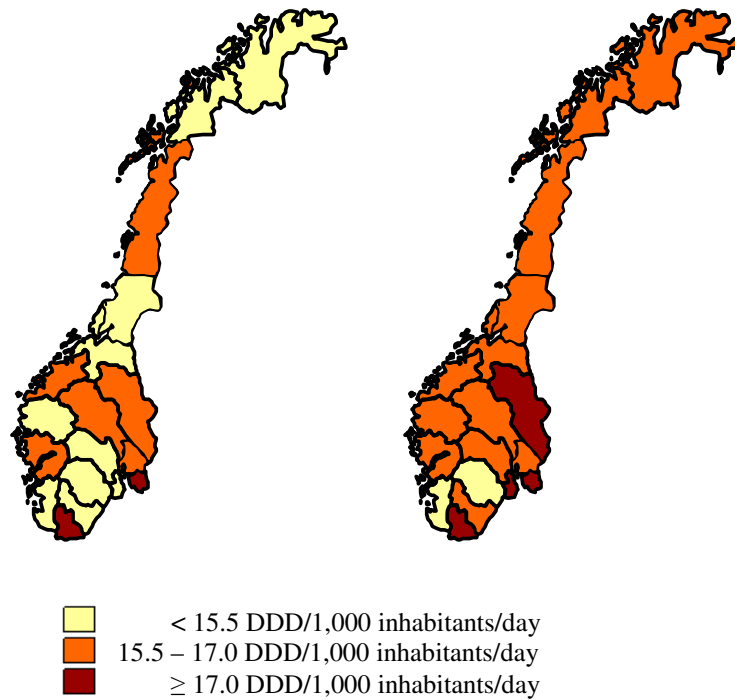 < 15.5 DDD/1,000 inhabitants/day
15.5 – 17.0 DDD/1,000 inhabitants/day
≥ 17.0 DDD/1,000 inhabitants/day